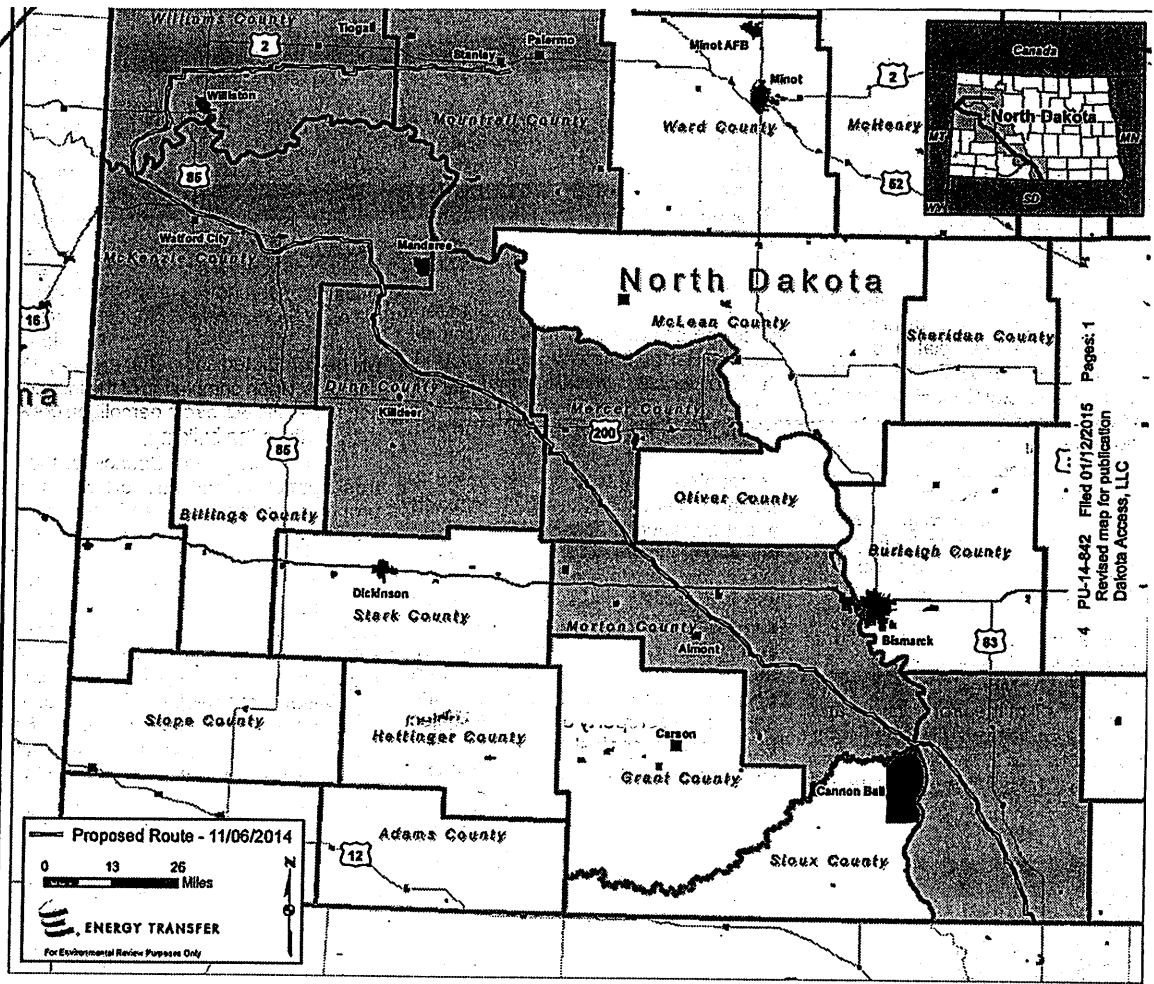 Williams County
Tioga
2
Stanley
Palermo
Minot AFB
Minot
2
Canada
Williston
Mountrail County
Ward County
McHenry
North Dakota
MT
MN
85
52
SD
Watford City
McKenzie County
Mandaree
North Dakota
16
McLean County
Sheridan County
na
Dunn County
Killdeer
Mercer County
200
85
Oliver County
Billings County
Burleigh County
Dickinson
Stark County
Morton County
Almont
Bismarck
83
Slope County
Hettinger County
Carson
Grant County
Cannon Ball
Adams County
12
Sioux County
Proposed Route - 11/06/2014
0 13 26
Miles
N
ENERGY TRANSFER
For Environmental Review Purposes Only
4 PU-14-842 Filed 01/12/2015 Pages: 1
Revised map for publication
Dakota Access, LLC